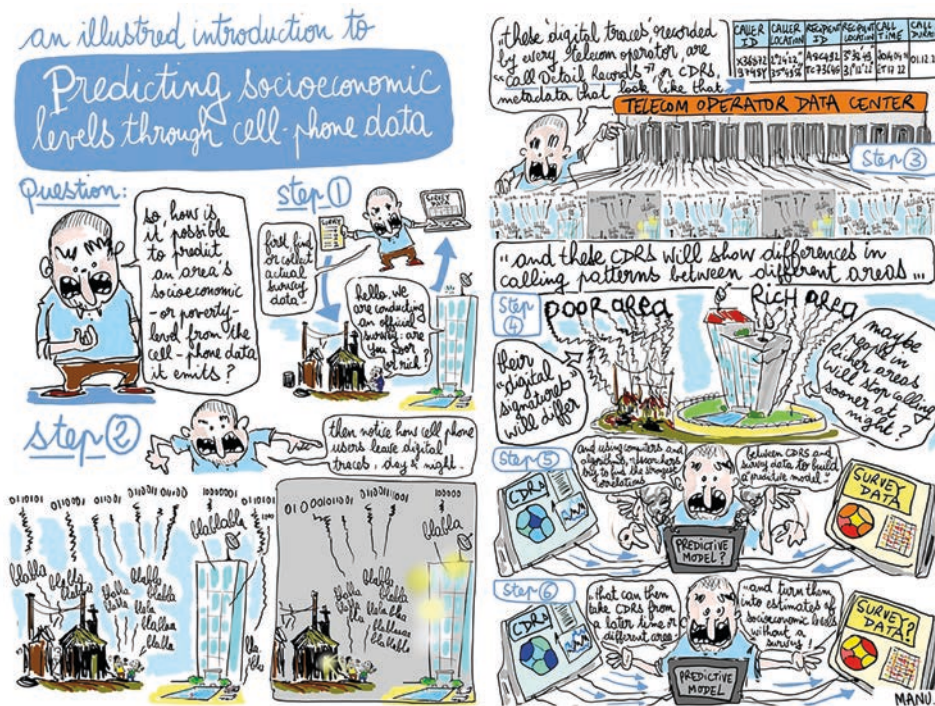 an illustred introduction to
Predicting socioeconomic
levels through cell-phone data
Question:
so how is
it possible
to predit
an area's
socioeconomic
-or poverty-
level from the
cell-phone data
it emits?
step 1
first, find
or collect
actual
survey
data
SURVEY
DATA
hello, we
are conducting
an official
survey: are
you poor
or rich?
step 2
then notice how cell phone
users leave digital
traces, day & night.
blablabla
blabla
blabla
blabla
blabla
blabla
blabla
blabla
"these 'digital traces' recorded
by every telecom operator, are
"Call Detail Records", or CDRs,
metadata that look like that
CALLER ID
CALLER LOCATION
RECIPIENT ID
RECIPIENT LOCATION
CALL TIME
CALL
TELECOM OPERATOR DATA CENTER
Step 3
"and these CDRs will show differences in
calling patterns between different areas...
Step 4
POOR AREA
RICH AREA
their
"digital
signatures"
will differ
maybe
people in
richer areas
will stop calling
sooner at
night?
Step 5
and using computers and
algorithms, researchers
try to find the strongest
correlations
between CDRs and
survey data to build
a predictive model."
CDRs
PREDICTIVE
MODEL?
SURVEY
DATA
Step 6
"that can then
take CDRs from
a later time or
different area-
"and turn them
into estimates of
socioeconomic levels
without a
survey!
CDRs
PREDICTIVE
MODEL
SURVEY
DATA?
MANU.